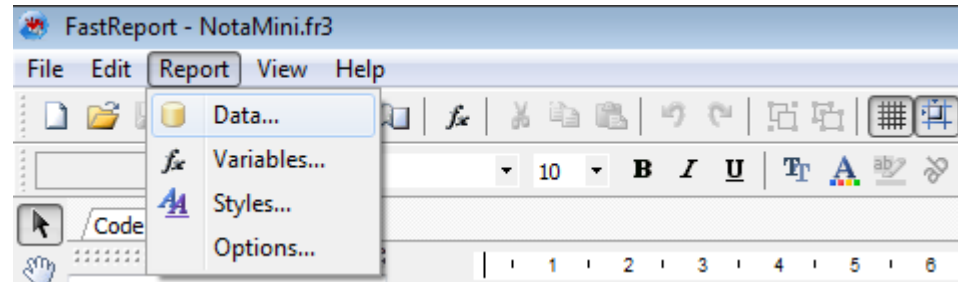 FastReport - NotaMini.fr3
File Edit Report View Help
Data...
Variables...
10 B I U
Styles...
Code
Options...
1 2 3 4 5 6